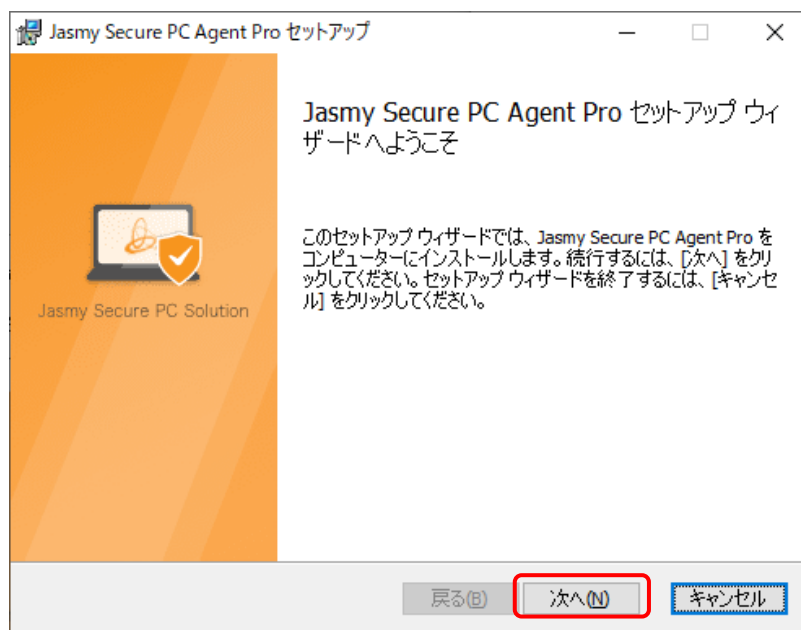 Jasmy Secure PC Agent Pro セットアップ
Jasmy Secure PC Agent Pro セットアップ ウィ
ザードへようこそ
このセットアップ ウィザードでは、Jasmy Secure PC Agent Pro を
コンピューターにインストールします。続行するには、[次へ] をクリ
ックしてください。セットアップ ウィザードを終了するには、[キャンセ
ル] をクリックしてください。
Jasmy Secure PC Solution
戻る(B)
次へ(N)
キャンセル